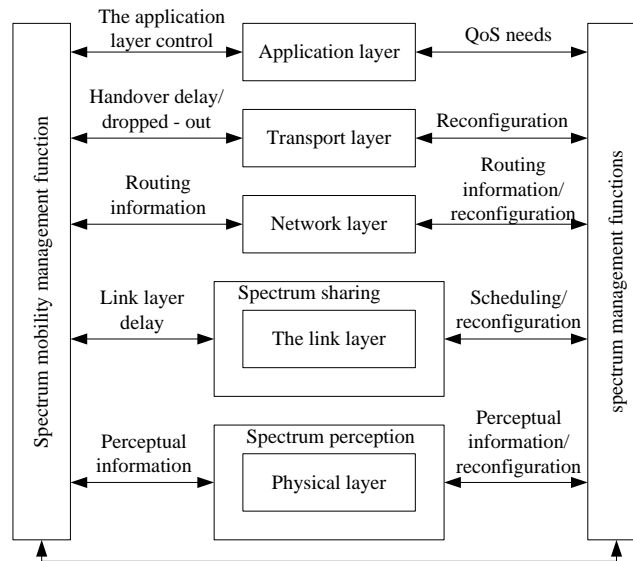 The application
layer control
Application layer
QoS needs
Handover delay/
dropped - out
Transport layer
Reconfiguration
Routing
information
Network layer
Routing
information/
reconfiguration
Link layer
delay
Spectrum sharing
The link layer
Scheduling/
reconfiguration
Perceptual
information
Spectrum perception
Physical layer
Perceptual
information/
reconfiguration
Spectrum mobility management function
spectrum management functions